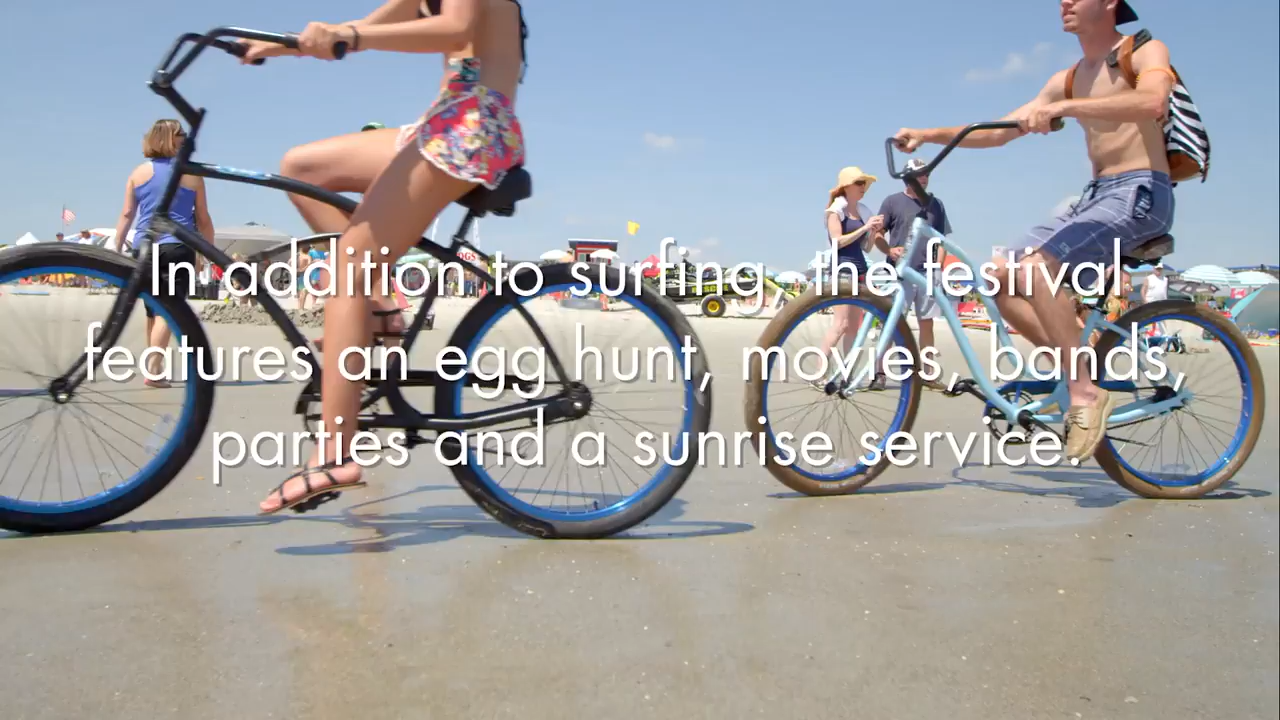 In addition to surfing, the festival
features an egg hunt, movies, bands,
parties and a sunrise service.